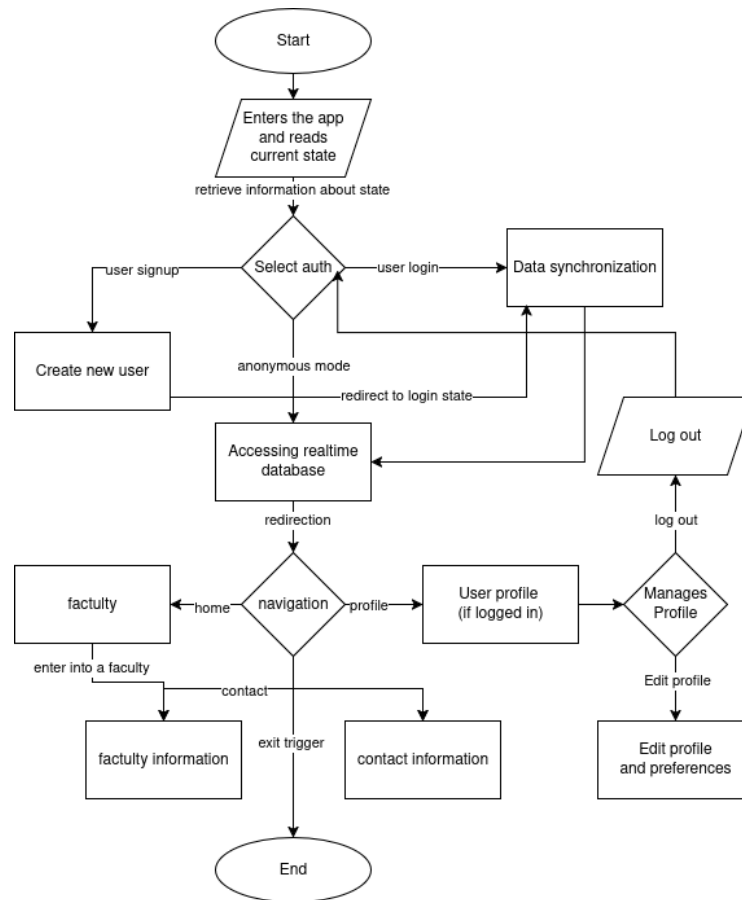 Start
Enters the app
and reads
current state
retrieve information about state
Select auth
user signup
user login
Data synchronization
Create new user
anonymous mode
redirect to login state
Accessing realtime
database
Log out
redirection
log out
factulty
home
navigation
profile
User profile
(if logged in)
Manages
Profile
enter into a faculty
contact
Edit profile
factulty information
exit trigger
contact information
Edit profile
and preferences
End